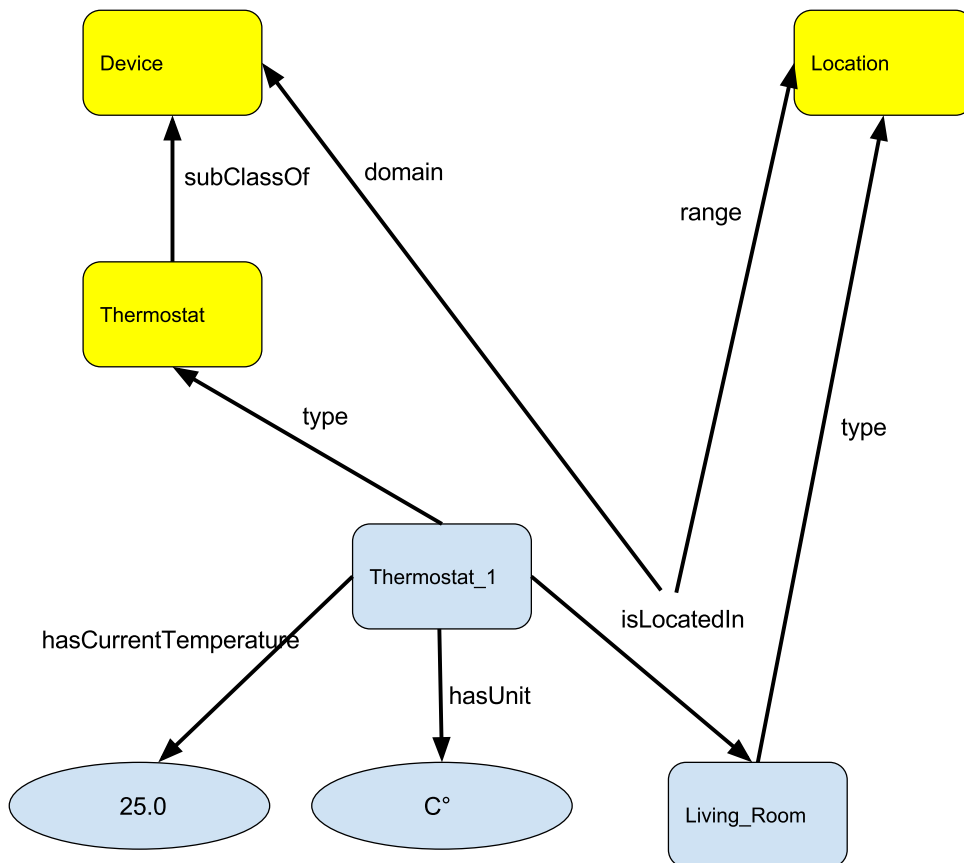 Device
Location
subClassOf
domain
range
Thermostat
type
type
Thermostat_1
isLocatedIn
hasCurrentTemperature
hasUnit
25.0
C°
Living_Room